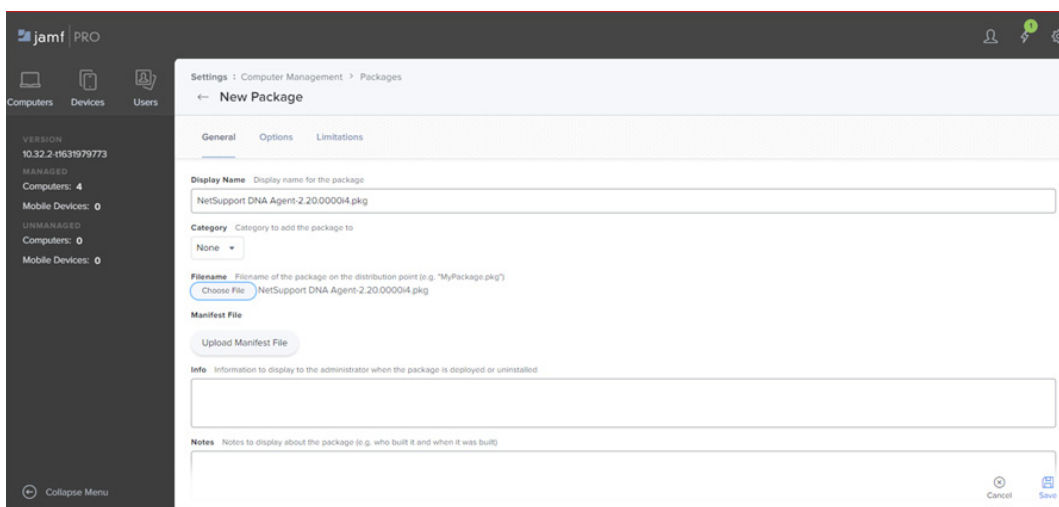 jamf PRO
1
Computers
Devices
Users
VERSION
10.32.2-t1631979773
MANAGED
Computers: 4
Mobile Devices: 0
UNMANAGED
Computers: 0
Mobile Devices: 0
Collapse Menu
Settings : Computer Management > Packages
← New Package
General Options Limitations
Display Name Display name for the package
NetSupport DNA Agent-2.20.0000i4.pkg
Category Category to add the package to
None
Filename Filename of the package on the distribution point (e.g. "MyPackage.pkg")
Choose File NetSupport DNA Agent-2.20.0000i4.pkg
Manifest File
Upload Manifest File
Info Information to display to the administrator when the package is deployed or uninstalled
Notes Notes to display about the package (e.g. who built it and when it was built)
Cancel Save